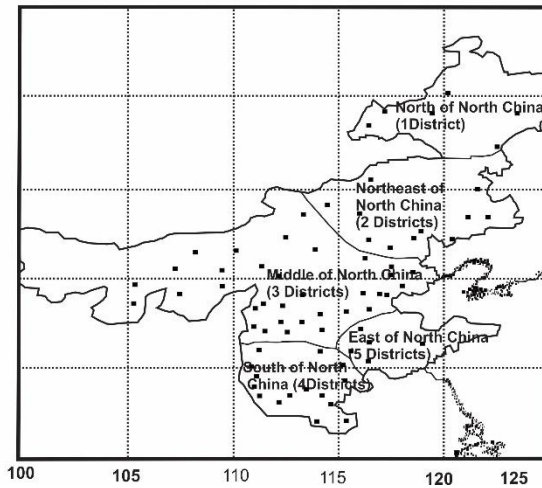 North of North China
(1District)
Northeast of
North China
(2 Districts)
Middle of North China
(3 Districts)
East of North China
(5 Districts)
South of North
China (4Districts)
100 105 110 115 120 125